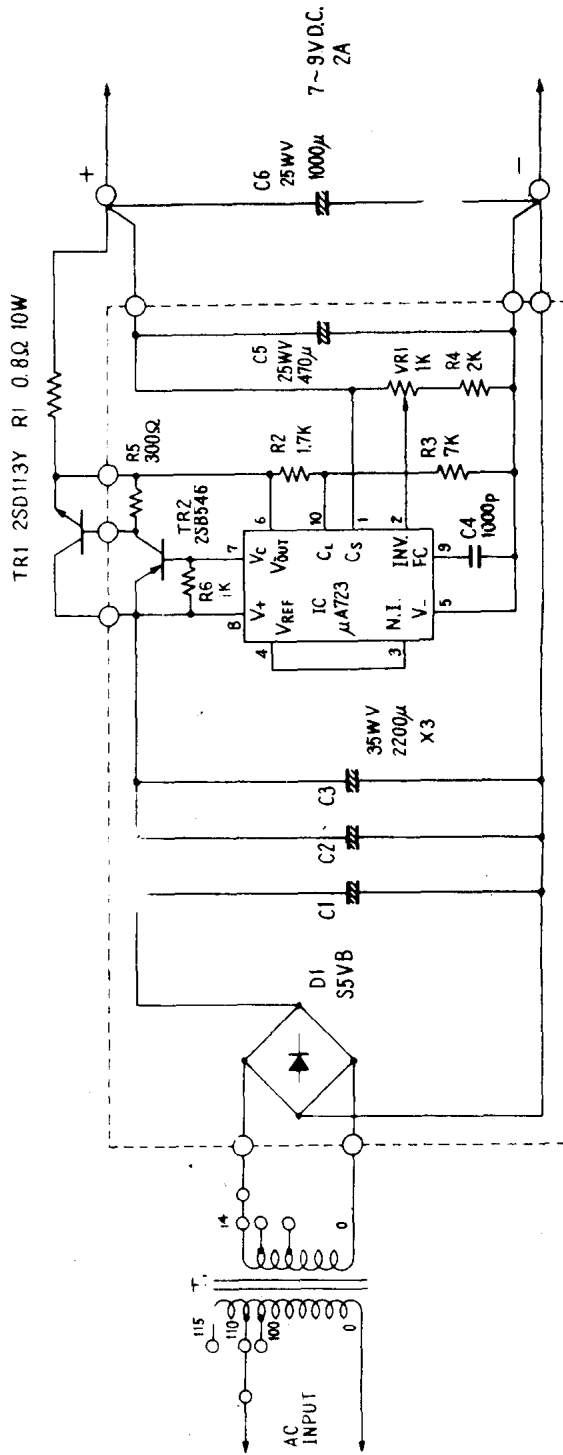 TR1 2SD113Y R1 0.8Ω 10W
+
R5
300Ω
TR2
2SB546
R6
1K
8
7
V+
VC
VREF
4
VOUT
6
IC
μA723
CL
10
CS
1
INV.
2
N.I.
3
FC
9
V-
5
R2
1.7K
R3
7K
C4
1000p
VR1
1K
R4
2K
C5
25WV
470μ
C6
25WV
1000μ
7~9V D.C.
2A
-
35WV
2200μ
X3
C1
C2
C3
D1
S5VB
14
0
115
110
100
0
AC
INPUT